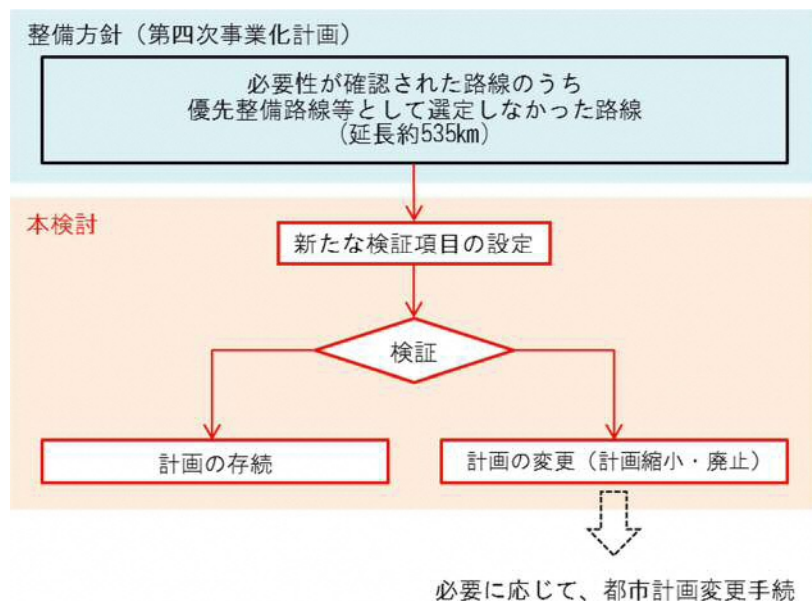 整備方針（第四次事業化計画）
必要性が確認された路線のうち
優先整備路線等として選定しなかった路線
（延長約535km）
本検討
新たな検証項目の設定
検証
計画の存続
計画の変更（計画縮小・廃止）
必要に応じて、都市計画変更手続